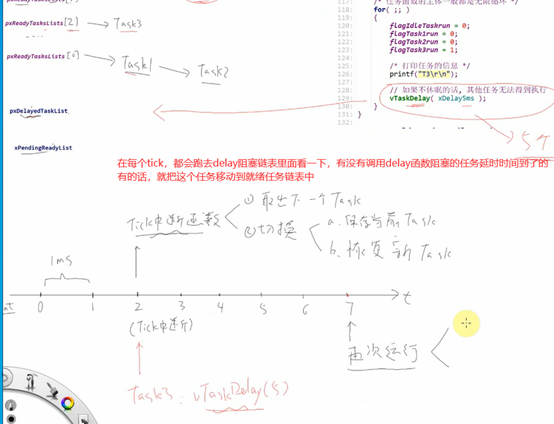 pxReadyTasksLists[2] → Task3
pxReadyTasksLists[0] → Task1 → Task2
pxDelayedTaskList
xPendingReadyList
117: /* 任务函数的主体一般都是无限循环 */
118: for( ;; )
119: {
120: flagIdleTaskrun = 0;
121: flagTask1run = 0;
122: flagTask2run = 0;
123: flagTask3run = 1;
124:
125: /* 打印任务的信息 */
126: printf("T3\r\n");
127:
128: // 如果不休眠的话, 其他任务无法得到执行
129: vTaskDelay( xDelay5ms );
130: }
131: }
132:
5个
在每个tick，都会跑去delay阻塞链表里面看一下，有没有调用delay函数阻塞的任务延时时间到了的
有的话，就把这个任务移动到就绪任务链表中
Tick中断函数
① 取出下一个Task
② 切换
a. 保存当前Task
b. 恢复新Task
1ms
0 1 2 3 4 5 6 7 t
(Tick中断)
再次运行
Task3: vTaskDelay(5)